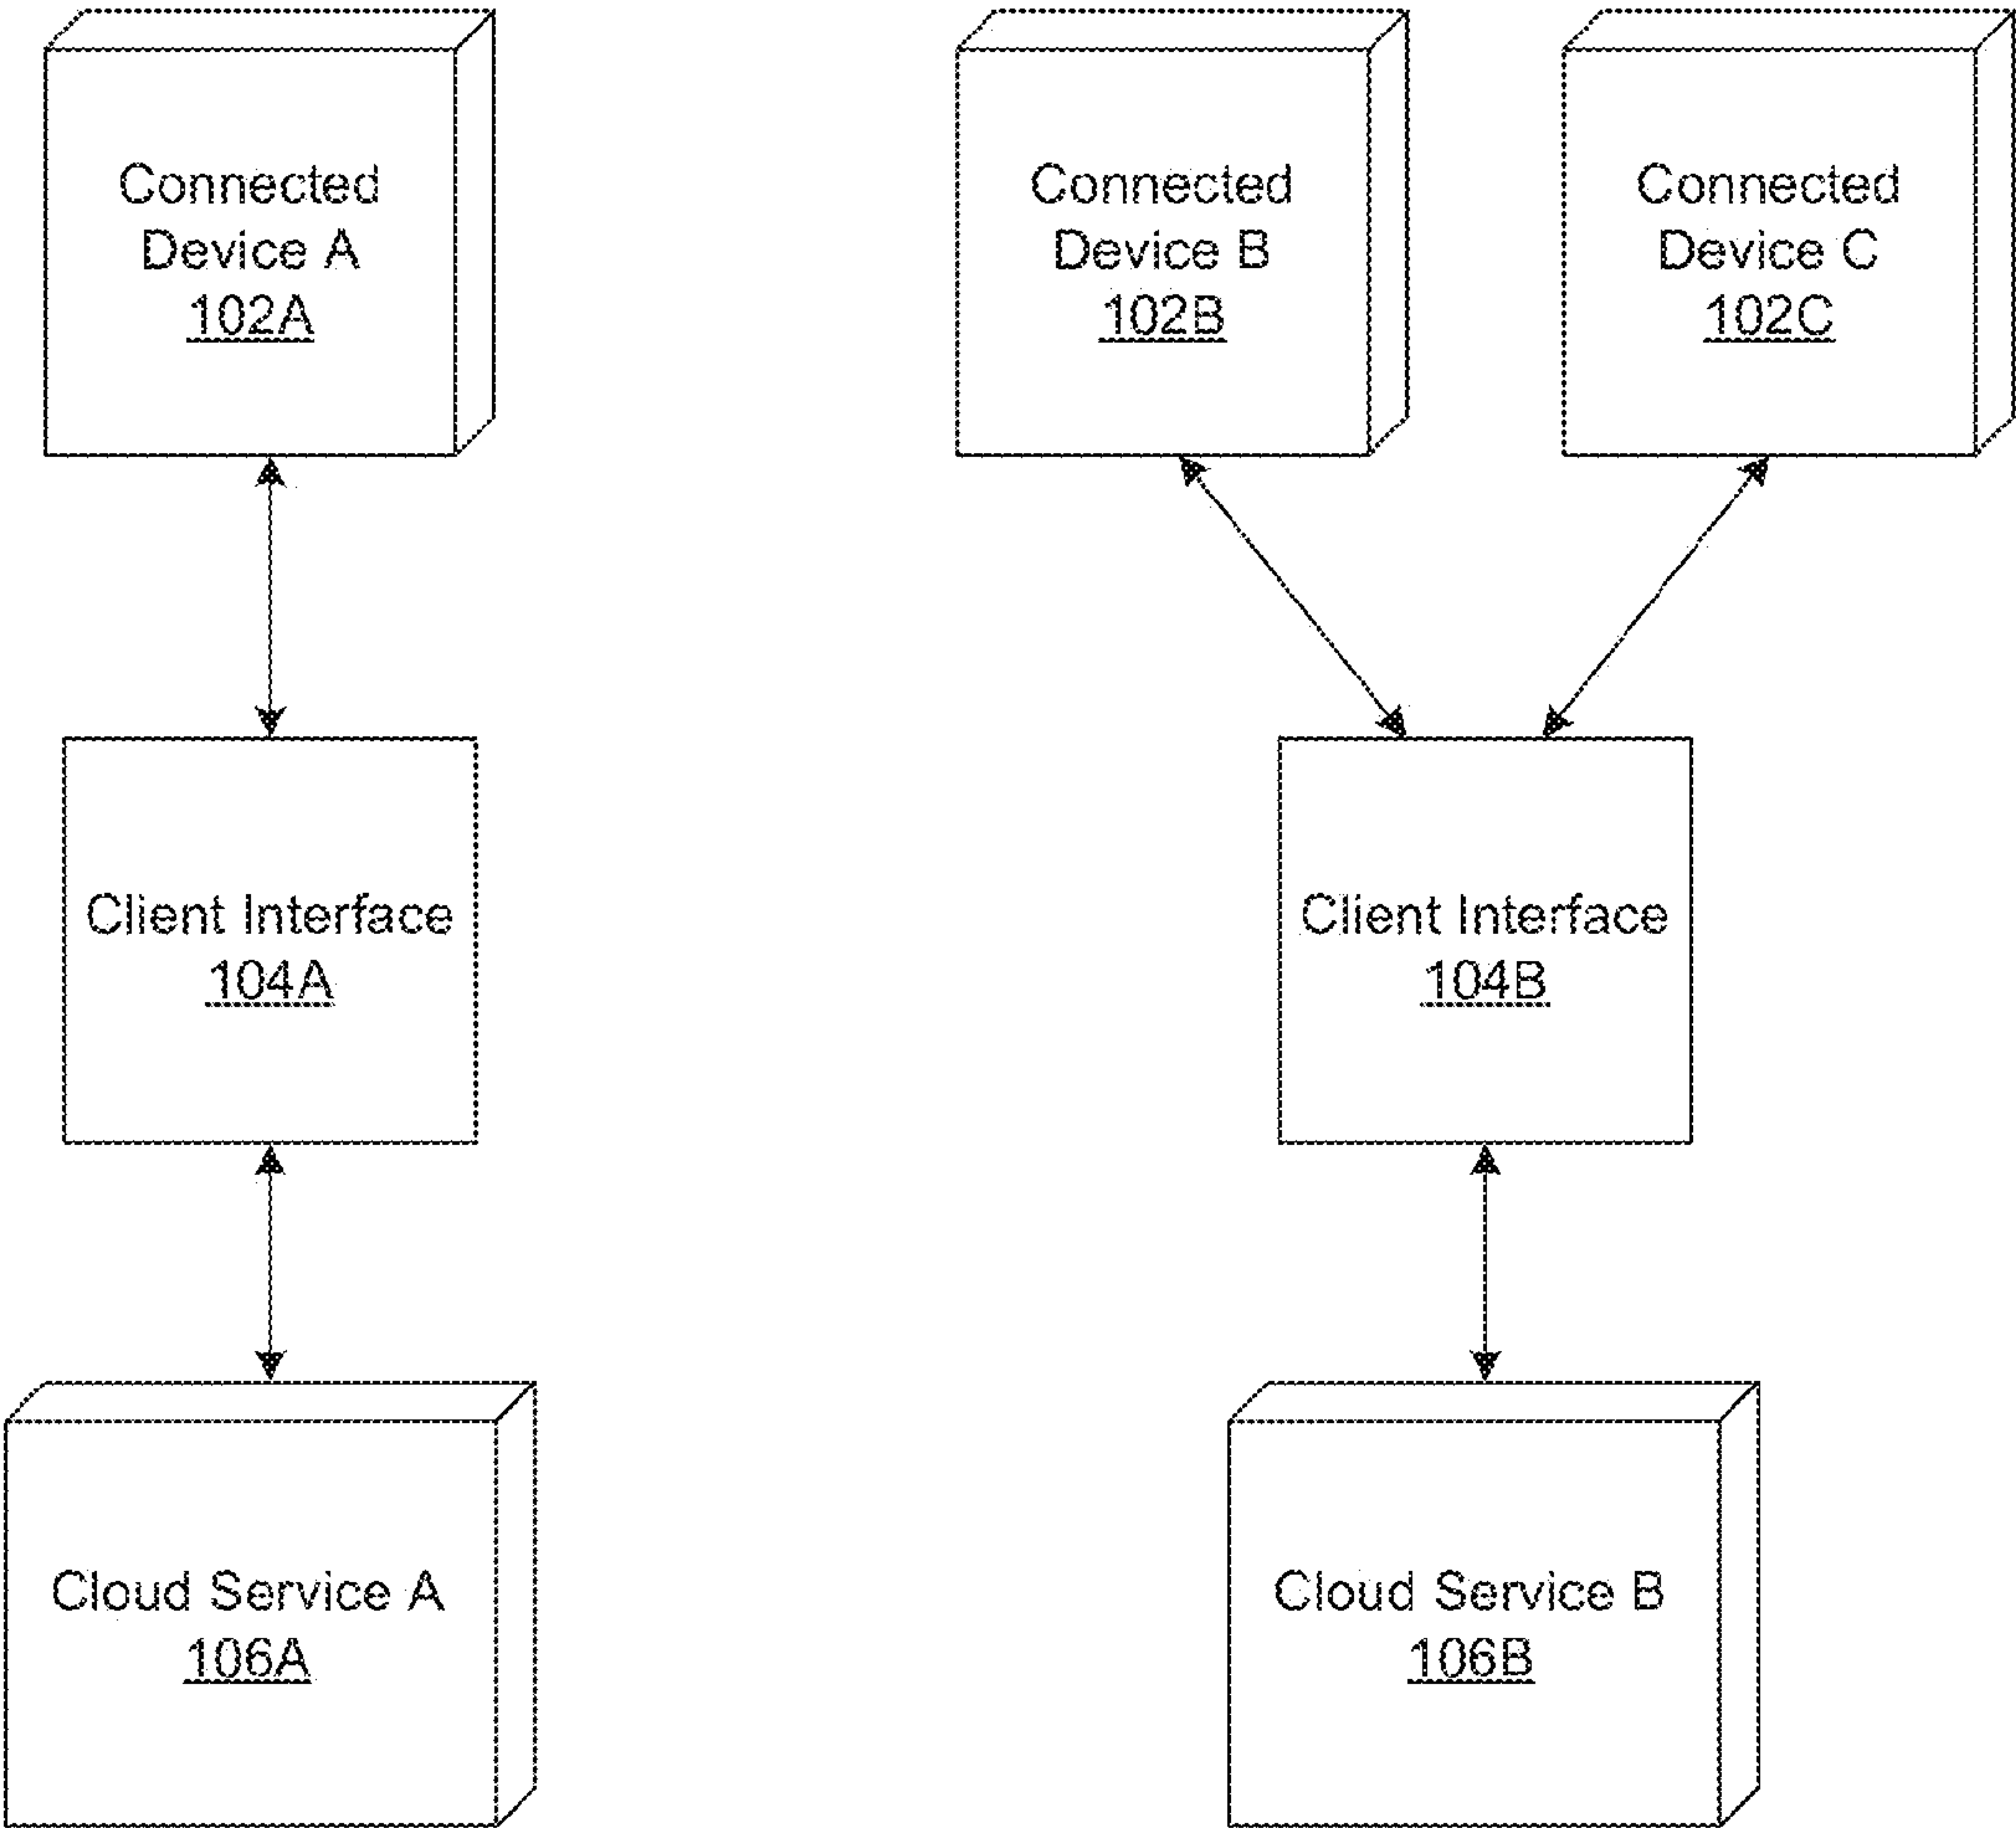 Connected
Device A
102A
Connected
Device B
102B
Connected
Device C
102C
Client Interface
104A
Client Interface
104B
Cloud Service A
106A
Cloud Service B
106B